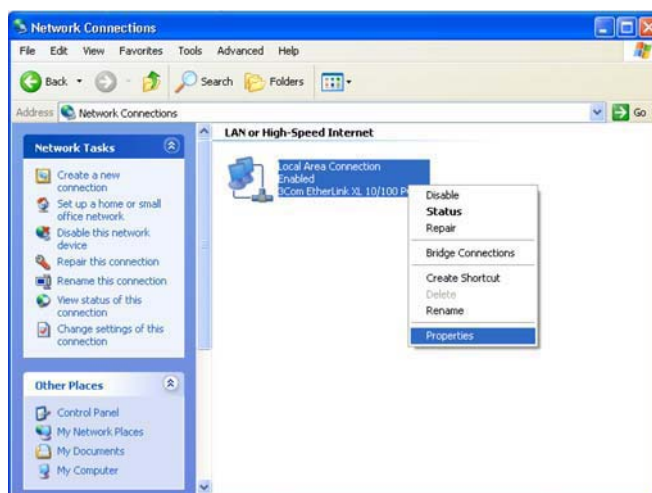 Network Connections
File Edit View Favorites Tools Advanced Help
Back Search Folders
Address Network Connections Go
Network Tasks
Create a new
connection
Set up a home or small
office network
Disable this network
device
Repair this connection
Rename this connection
View status of this
connection
Change settings of this
connection
Other Places
Control Panel
My Network Places
My Documents
My Computer
LAN or High-Speed Internet
Local Area Connection
Enabled
3Com EtherLink XL 10/100
Disable
Status
Repair
Bridge Connections
Create Shortcut
Delete
Rename
Properties